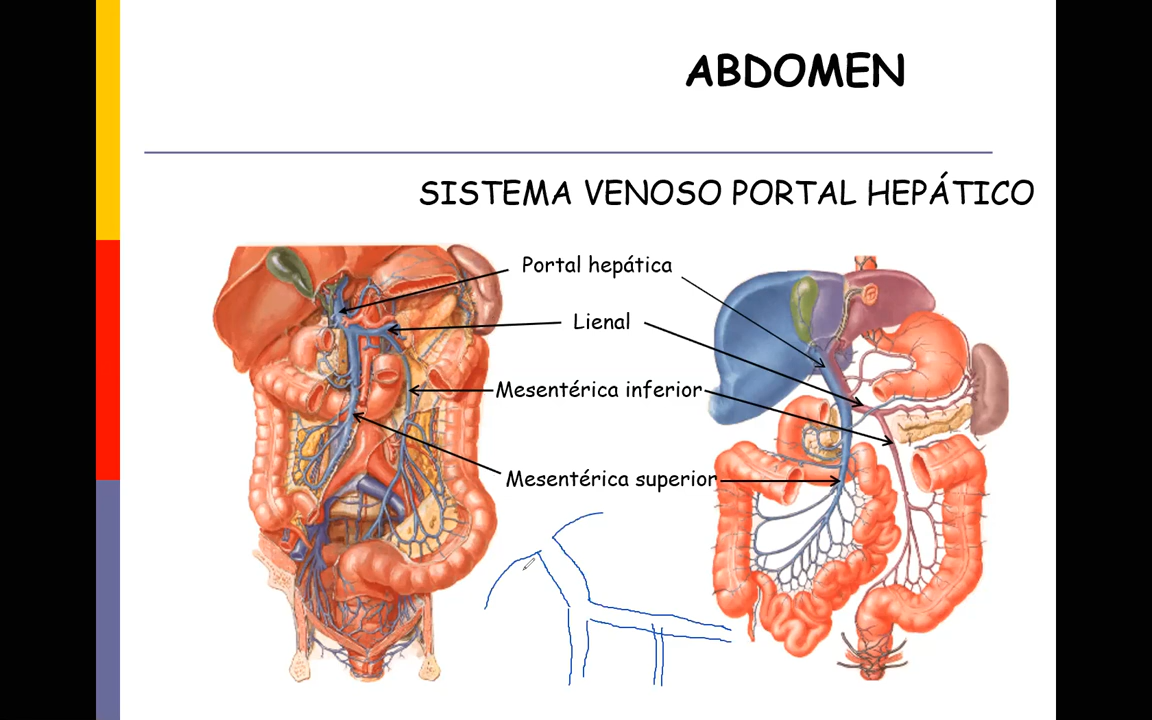 ABDOMEN
SISTEMA VENOSO PORTAL HEPÁTICO
Portal hepática
Lienal
Mesentérica inferior
Mesentérica superior